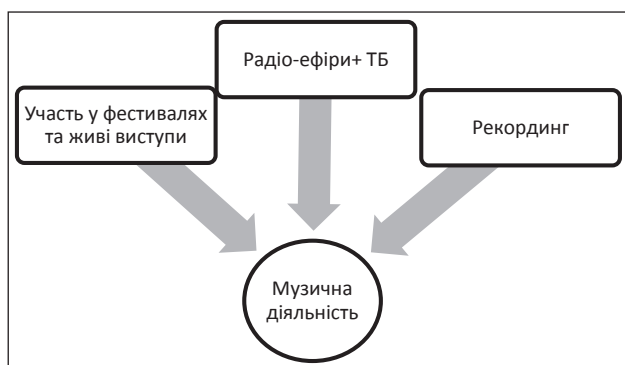 Радіо-ефіри+ ТБ
Участь у фестивалях
та живі виступи
Рекординг
Музична
діяльність